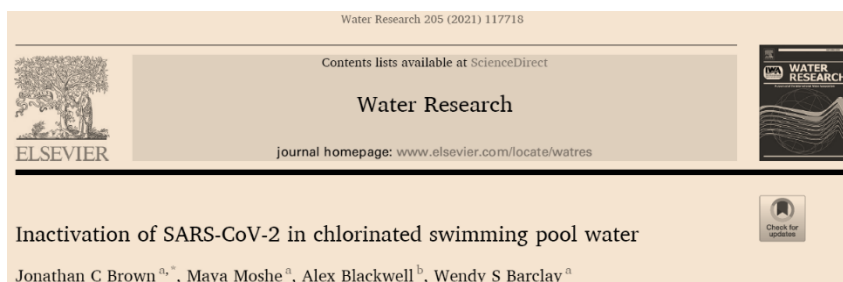 Water Research 205 (2021) 117718
Contents lists available at ScienceDirect
Water Research
journal homepage: www.elsevier.com/locate/watres
ELSEVIER
IWA
WATER
RESEARCH
Check for
updates
Inactivation of SARS-CoV-2 in chlorinated swimming pool water
Jonathan C Brown a,*, Maya Moshe a, Alex Blackwell b, Wendy S Barclay a